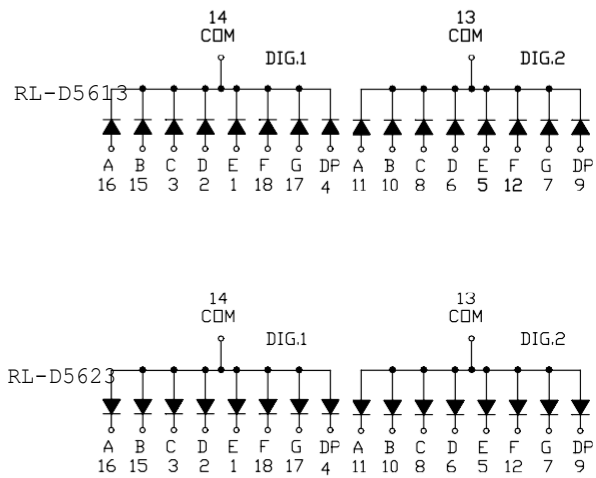 14 13
COM COM
DIG.1 DIG.2
RL-D5613
A B C D E F G DP A B C D E F G DP
16 15 3 2 1 18 17 4 11 10 8 6 5 12 7 9
14 13
COM COM
DIG.1 DIG.2
RL-D5623
A B C D E F G DP A B C D E F G DP
16 15 3 2 1 18 17 4 11 10 8 6 5 12 7 9